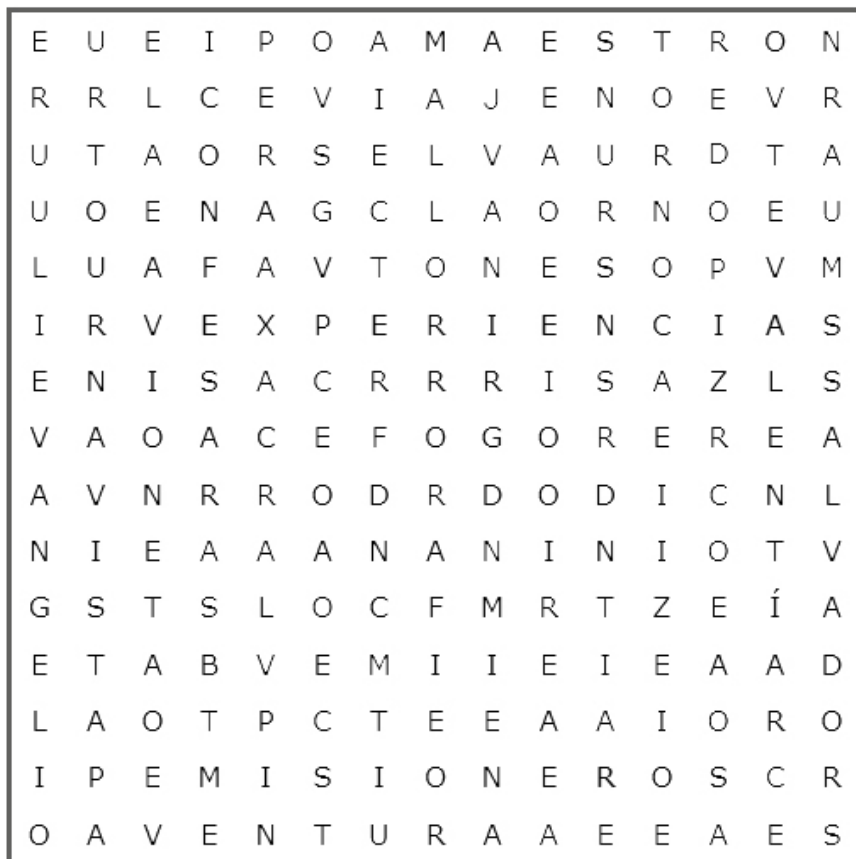 E U E I P O A M A E S T R O N
R R L C E V I A J E N O E V R
U T A O R S E L V A U R D T A
U O E N A G C L A O R N O E U
L U A F A V T O N E S O P V M
I R V E X P E R I E N C I A S
E N I S A C R R R I S A Z L S
V A O A C E F O G O R E R E A
A V N R R O D R D O D I C N L
N I E A A A N A N I N I O T V
G S T S L O C F M R T Z E Í A
E T A B V E M I I E I E A A D
L A O T P C T E E A A I O R O
I P E M I S I O N E R O S C R
O A V E N T U R A A E E A E S